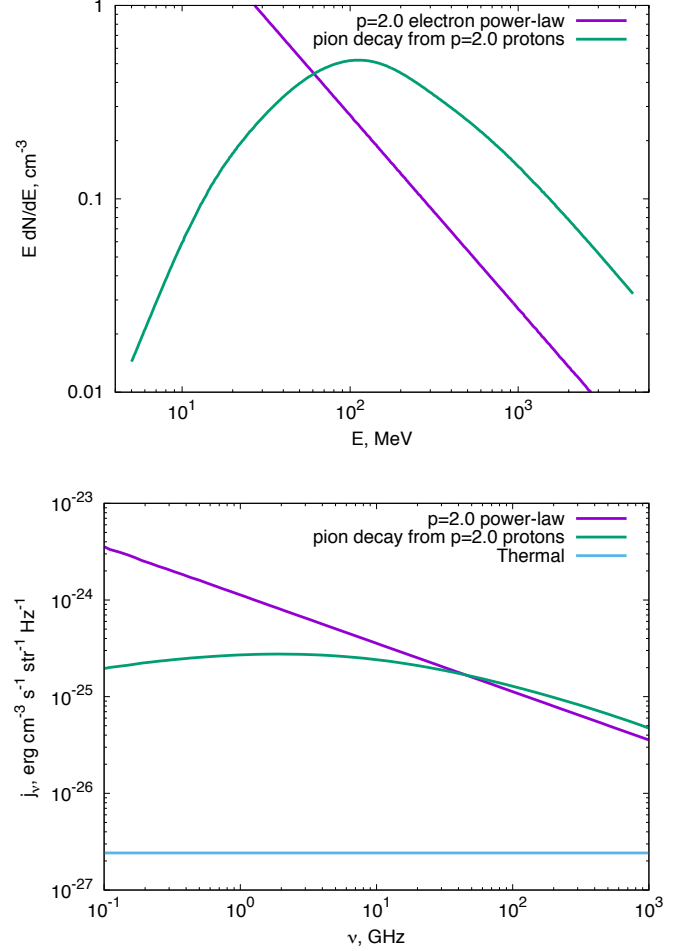 p=2.0 electron power-law
pion decay from p=2.0 protons
E dN/dE, cm⁻³
1
0.1
0.01
10¹ 10² 10³
E, MeV
p=2.0 power-law
pion decay from p=2.0 protons
Thermal
jᵥ, erg cm⁻³ s⁻¹ str⁻¹ Hz⁻¹
10⁻²³
10⁻²⁴
10⁻²⁵
10⁻²⁶
10⁻²⁷
10⁻¹ 10⁰ 10¹ 10² 10³
ν, GHz